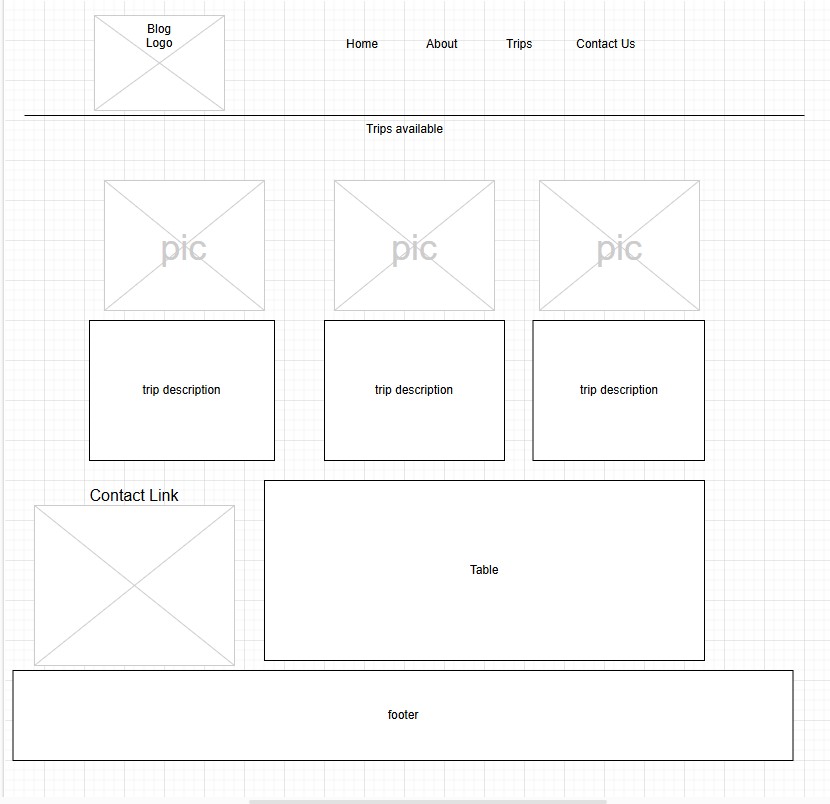 Blog
Logo
Home About Trips Contact Us
Trips available
pic pic pic
trip description trip description trip description
Contact Link
Table
footer